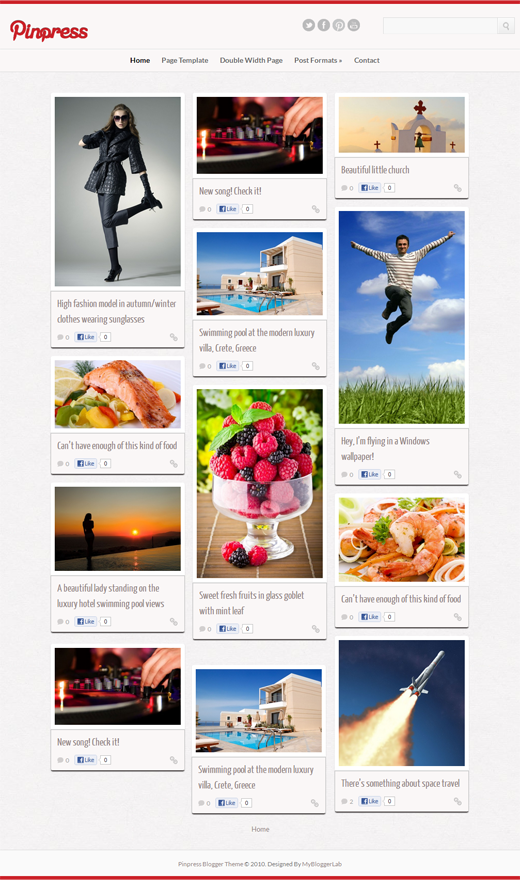 Pinpress
Home Page Template Double Width Page Post Formats » Contact
High fashion model in autumn/winter
clothes wearing sunglasses
0 Like 0
Can't have enough of this kind of food
0 Like 0
A beautiful lady standing on the
luxury hotel swimming pool views
0 Like 0
New song! Check it!
0 Like 0
New song! Check it!
0 Like 0
Swimming pool at the modern luxury
villa, Crete, Greece
0 Like 0
Sweet fresh fruits in glass goblet
with mint leaf
0 Like 0
Swimming pool at the modern luxury
villa, Crete, Greece
0 Like 0
Beautiful little church
0 Like 0
Hey, I'm flying in a Windows
wallpaper!
0 Like 0
Can't have enough of this kind of food
0 Like 0
There's something about space travel
2 Like 0
Home
Pinpress Blogger Theme © 2010. Designed By MyBloggerLab